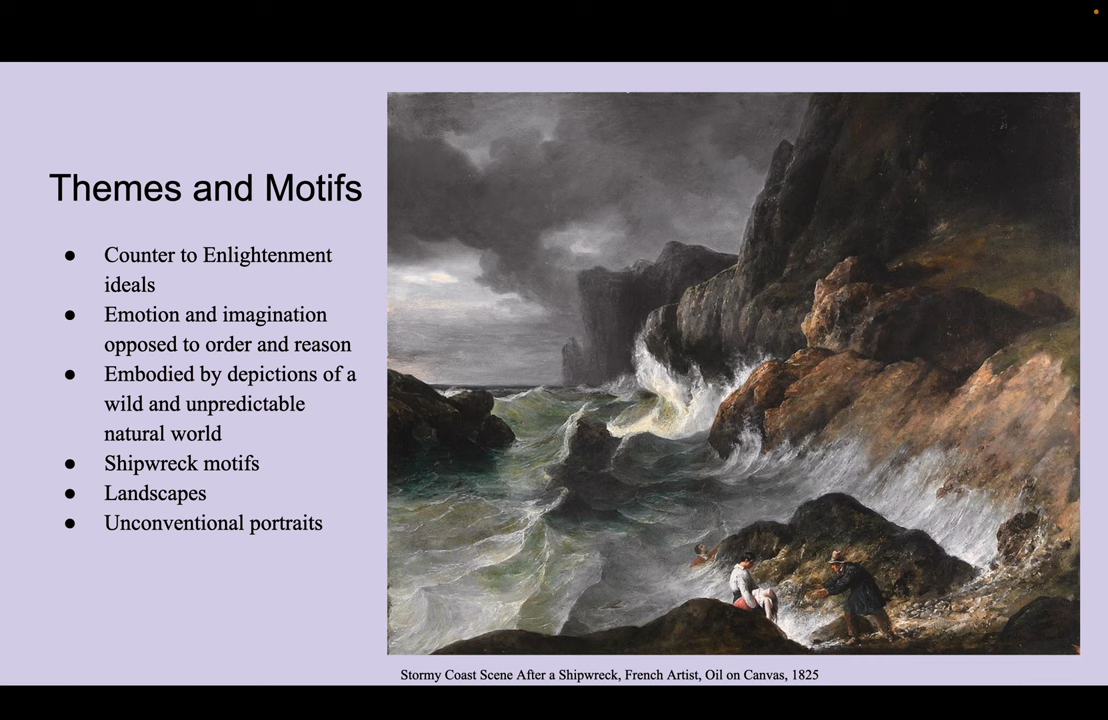 Themes and Motifs
● Counter to Enlightenment
ideals
● Emotion and imagination
opposed to order and reason
● Embodied by depictions of a
wild and unpredictable
natural world
● Shipwreck motifs
● Landscapes
● Unconventional portraits
Stormy Coast Scene After a Shipwreck, French Artist, Oil on Canvas, 1825